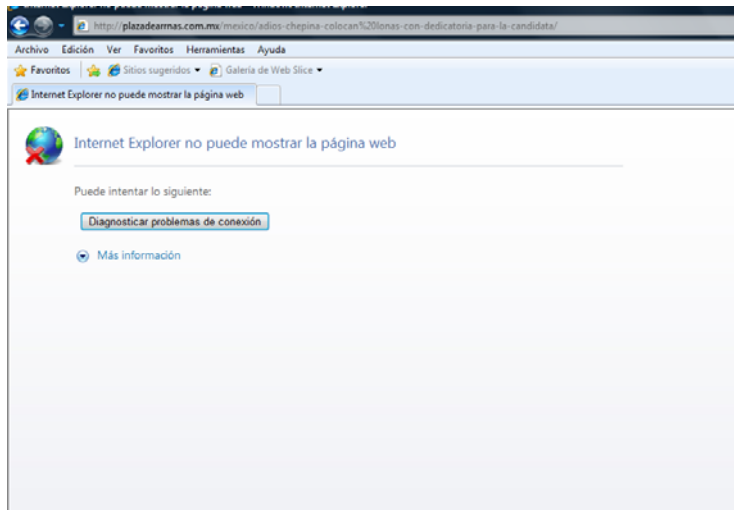 http://plazadearmas.com.mx/mexico/adios-chepina-colocan%20lonas-con-dedicatoria-para-la-candidata/
Archivo Edición Ver Favoritos Herramientas Ayuda
Favoritos Sitios sugeridos Galería de Web Slice
Internet Explorer no puede mostrar la página web
Internet Explorer no puede mostrar la página web
Puede intentar lo siguiente:
Diagnosticar problemas de conexión
Más información